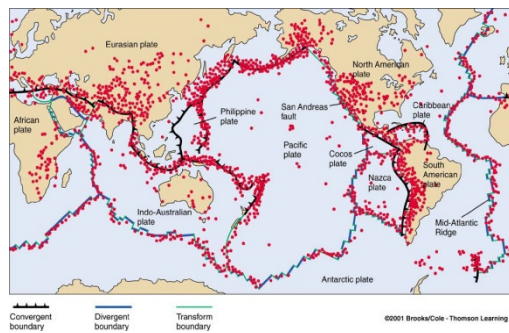 Eurasian plate
North American
plate
San Andreas
fault
Caribbean
plate
Philippine
plate
African
plate
Pacific
plate
Cocos
plate
Nazca
plate
South
American
plate
Indo-Australian
plate
Mid-Atlantic
Ridge
Antarctic plate
Convergent
boundary
Divergent
boundary
Transform
boundary
©2001 Brooks/Cole - Thomson Learning